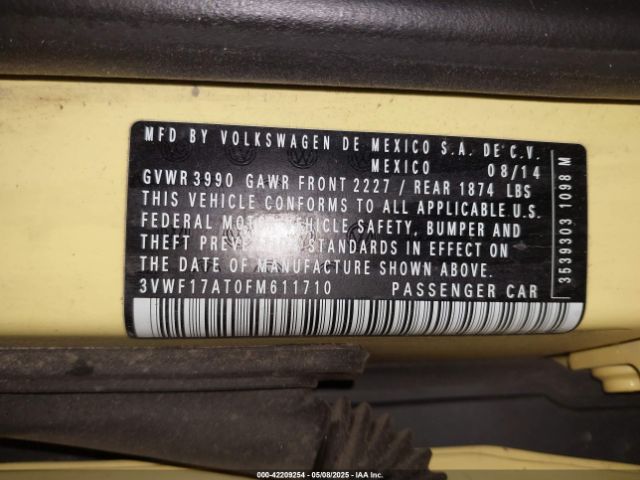 MFD BY VOLKSWAGEN DE MEXICO S.A. DE C.V.
MEXICO 08/14
GVWR 3990 GAWR FRONT 2227 / REAR 1874 LBS
THIS VEHICLE CONFORMS TO ALL APPLICABLE U.S.
FEDERAL MOTOR VEHICLE SAFETY, BUMPER AND
THEFT PREVENTION STANDARDS IN EFFECT ON
THE DATE OF MANUFACTURE SHOWN ABOVE.
3VWF17AT0FM611710 PASSENGER CAR
3539303 1098 M
000-42209254 05/08/2025 IAA Inc.